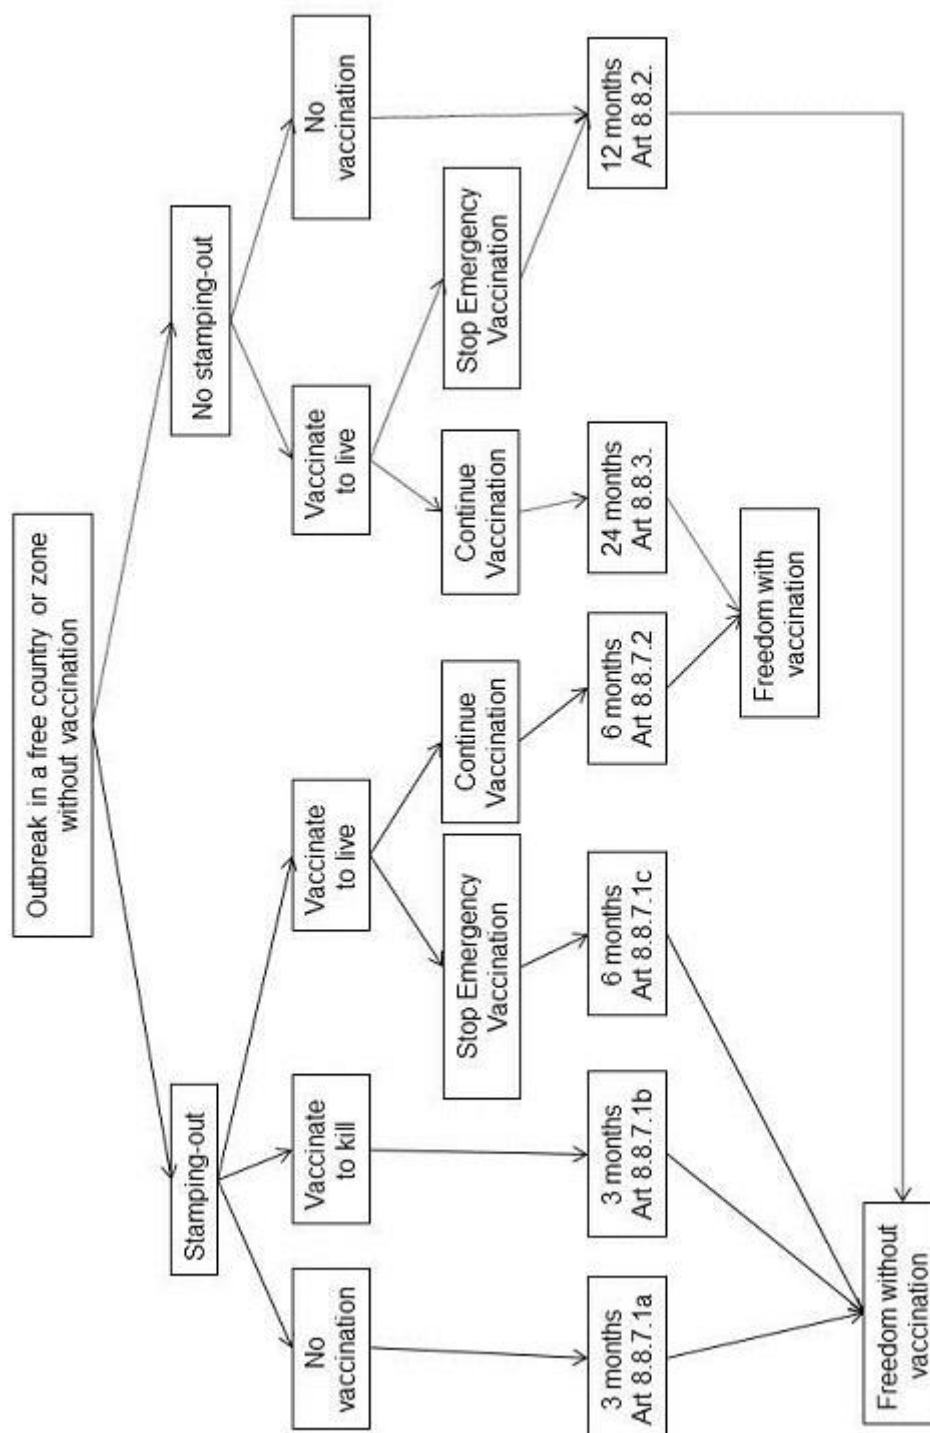 Outbreak in a free country or zone
without vaccination
Stamping-out
No stamping-out
No
vaccination
Vaccinate
to kill
Vaccinate
to live
Vaccinate
to live
No
vaccination
Stop Emergency
Vaccination
Continue
Vaccination
Continue
Vaccination
Stop Emergency
Vaccination
3 months
Art 8.8.7.1a
3 months
Art 8.8.7.1b
6 months
Art 8.8.7.1c
6 months
Art 8.8.7.2
24 months
Art 8.8.3.
12 months
Art 8.8.2.
Freedom with
vaccination
Freedom without
vaccination